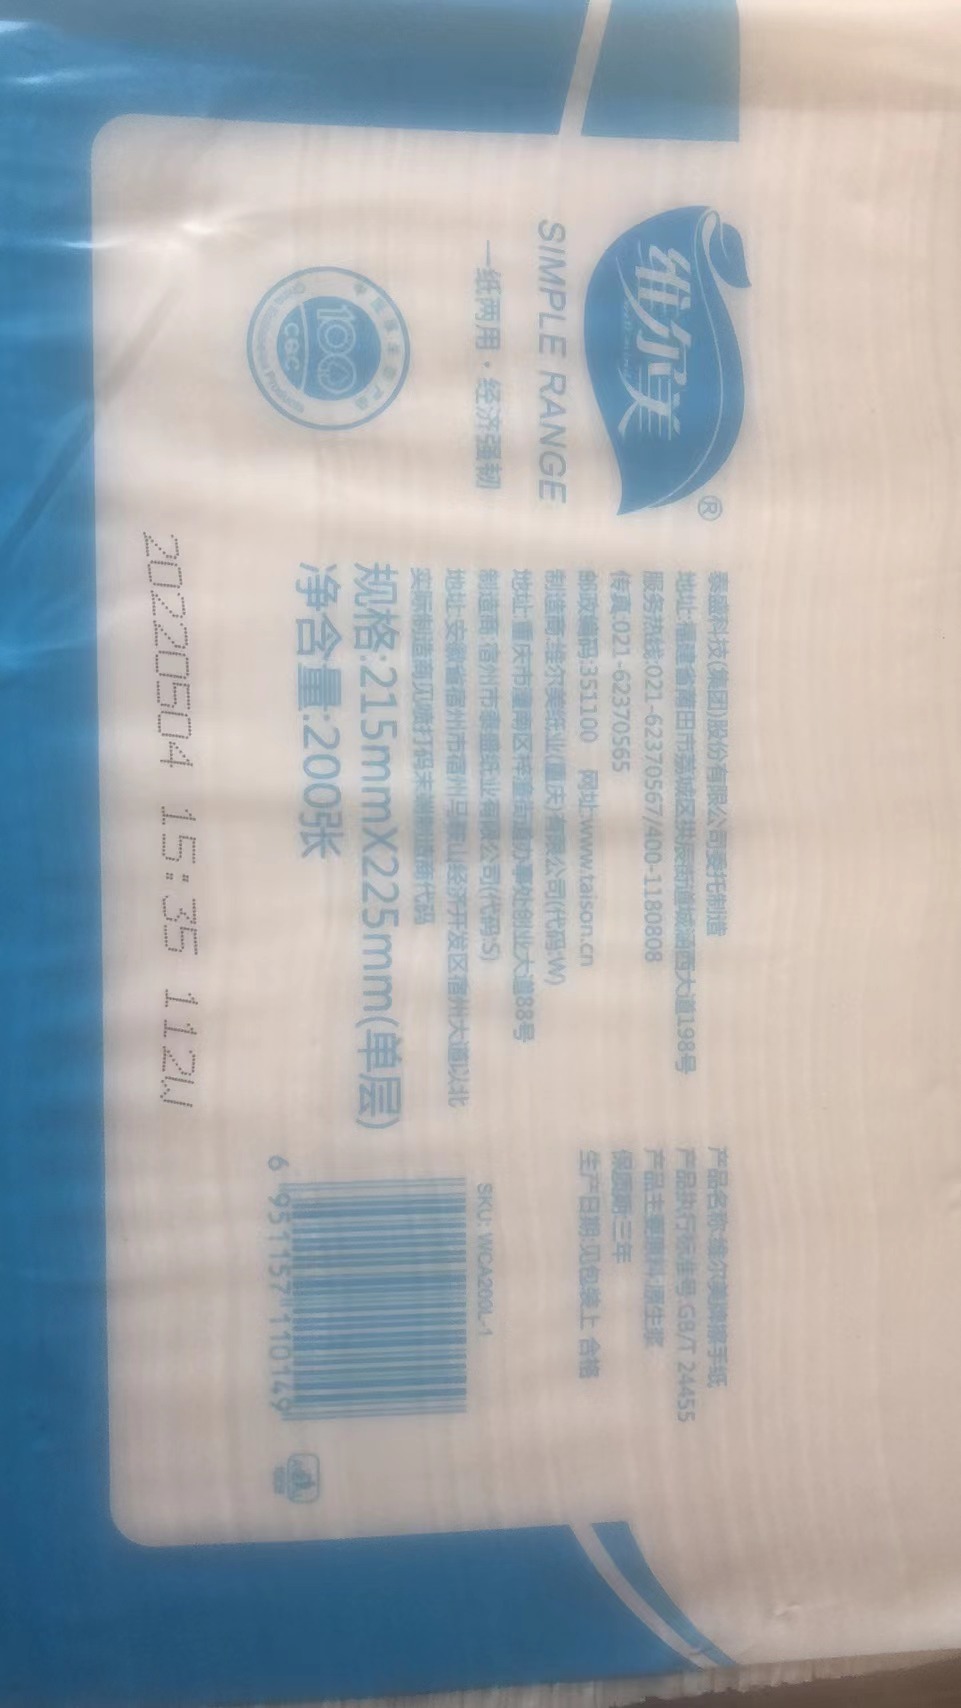 维尔美
®
SIMPLE RANGE
一纸两用·经济强韧
100
CEC
泰盛科技(集团)股份有限公司委托制造
地址:福建省莆田市荔城区拱辰街道城涵西大道198号
服务热线:021-62370567/400-1180808
传真:021-62370565
邮政编码:351100 网址:www.taison.cn
制造商:维尔美纸业(重庆)有限公司(代码:W)
地址:重庆市潼南区梓潼街道办事处创业大道88号
制造商:宿州市泰盛纸业有限公司(代码:S)
地址:安徽省宿州市宿州马鞍山经济开发区宿州大道以北
实际制造商见喷打码末端制造商代码
规格:215mmX225mm(单层)
净含量:200张
20220504 15:35 112W
产品名称:维尔美擦手纸
产品执行标准号:GB/T 24455
产品主要原料:原生浆
保质期:三年
生产日期:见包装上 合格
SKU: WCA200L-1
6 951157 110149